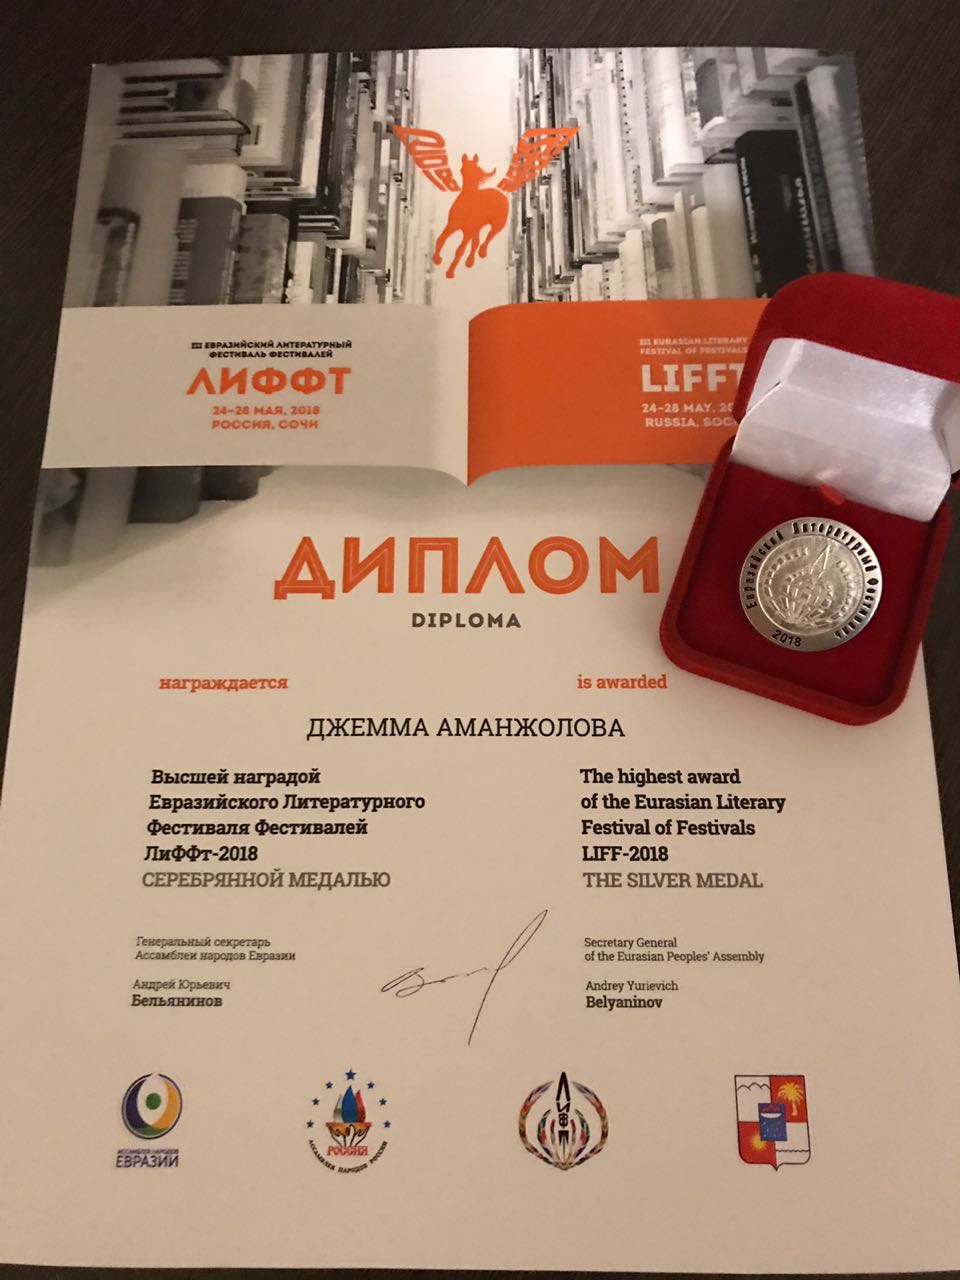 III ЕВРАЗИЙСКИЙ ЛИТЕРАТУРНЫЙ
ФЕСТИВАЛЬ ФЕСТИВАЛЕЙ
ЛИФФТ
24-28 МАЯ, 2018
РОССИЯ, СОЧИ
III EURASIAN LITERARY
FESTIVAL OF FESTIVALS
LIFFT
24-28 MAY,
RUSSIA,
ДИПЛОМ
DIPLOMA
награждается
is awarded
ДЖЕММА АМАНЖОЛОВА
Высшей наградой
Евразийского Литературного
Фестиваля Фестивалей
ЛиФФт-2018
СЕРЕБРЯННОЙ МЕДАЛЬЮ
The highest award
of the Eurasian Literary
Festival of Festivals
LIFF-2018
THE SILVER MEDAL
Генеральный секретарь
Ассамблеи народов Евразии
Андрей Юрьевич
Бельянинов
Secretary General
of the Eurasian Peoples' Assembly
Andrey Yurievich
Belyaninov
Евразийский Литературный Фестиваль
2018
АССАМБЛЕЯ НАРОДОВ
ЕВРАЗИИ
РОССИЯ
АССАМБЛЕЯ НАРОДОВ РОССИИ
ЛИФФТ